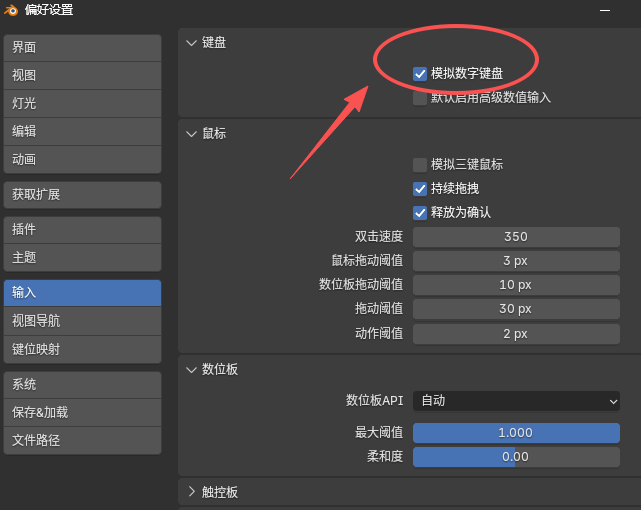 偏好设置
界面
视图
灯光
编辑
动画
获取扩展
插件
主题
输入
视图导航
键位映射
系统
保存&加载
文件路径
键盘
模拟数字键盘
默认启用高级数值输入
鼠标
模拟三键鼠标
持续拖拽
释放为确认
双击速度 350
鼠标拖动阈值 3 px
数位板拖动阈值 10 px
拖动阈值 30 px
动作阈值 2 px
数位板
数位板API 自动
最大阈值 1.000
柔和度 0.00
触控板